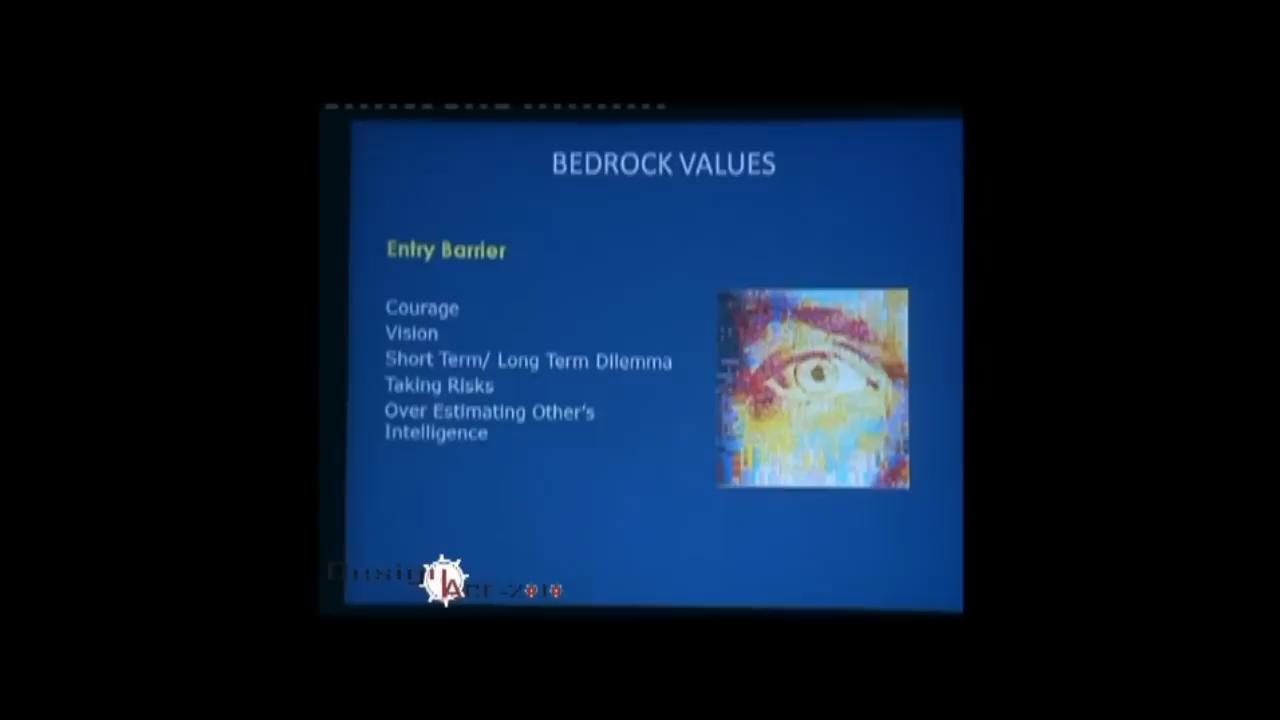 BEDROCK VALUES
Entry Barrier
Courage
Vision
Short Term/ Long Term Dilemma
Taking Risks
Over Estimating Other's
Intelligence